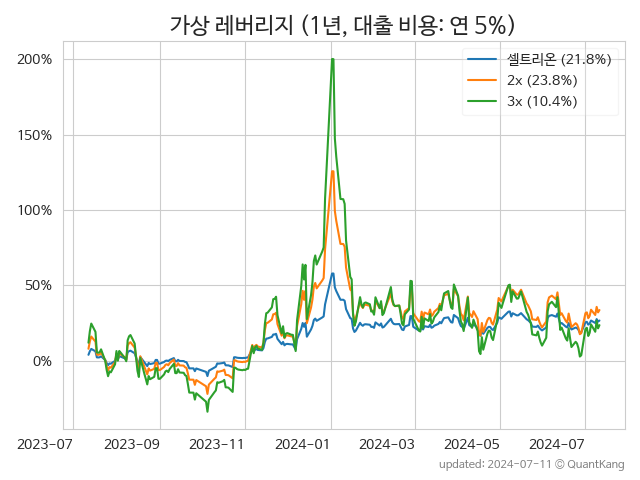 가상 레버리지 (1년, 대출 비용: 연 5%)
셀트리온 (21.8%)
2x (23.8%)
3x (10.4%)
200%
150%
100%
50%
0%
2023-07 2023-09 2023-11 2024-01 2024-03 2024-05 2024-07
updated: 2024-07-11 © QuantKang